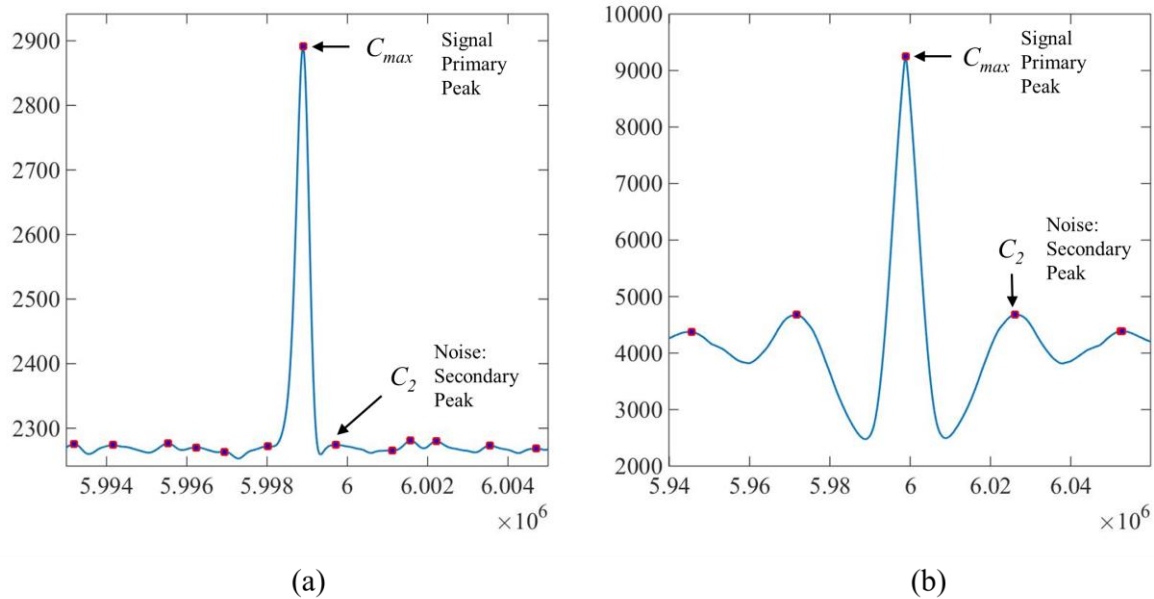 2900
2800
2700
2600
2500
2400
2300
5.994 5.996 5.998 6 6.002 6.004
×10^6
C_max
Signal
Primary
Peak
C_2
Noise:
Secondary
Peak
(a)
10000
9000
8000
7000
6000
5000
4000
3000
2000
5.94 5.96 5.98 6 6.02 6.04
×10^6
C_max
Signal
Primary
Peak
C_2
Noise:
Secondary
Peak
(b)